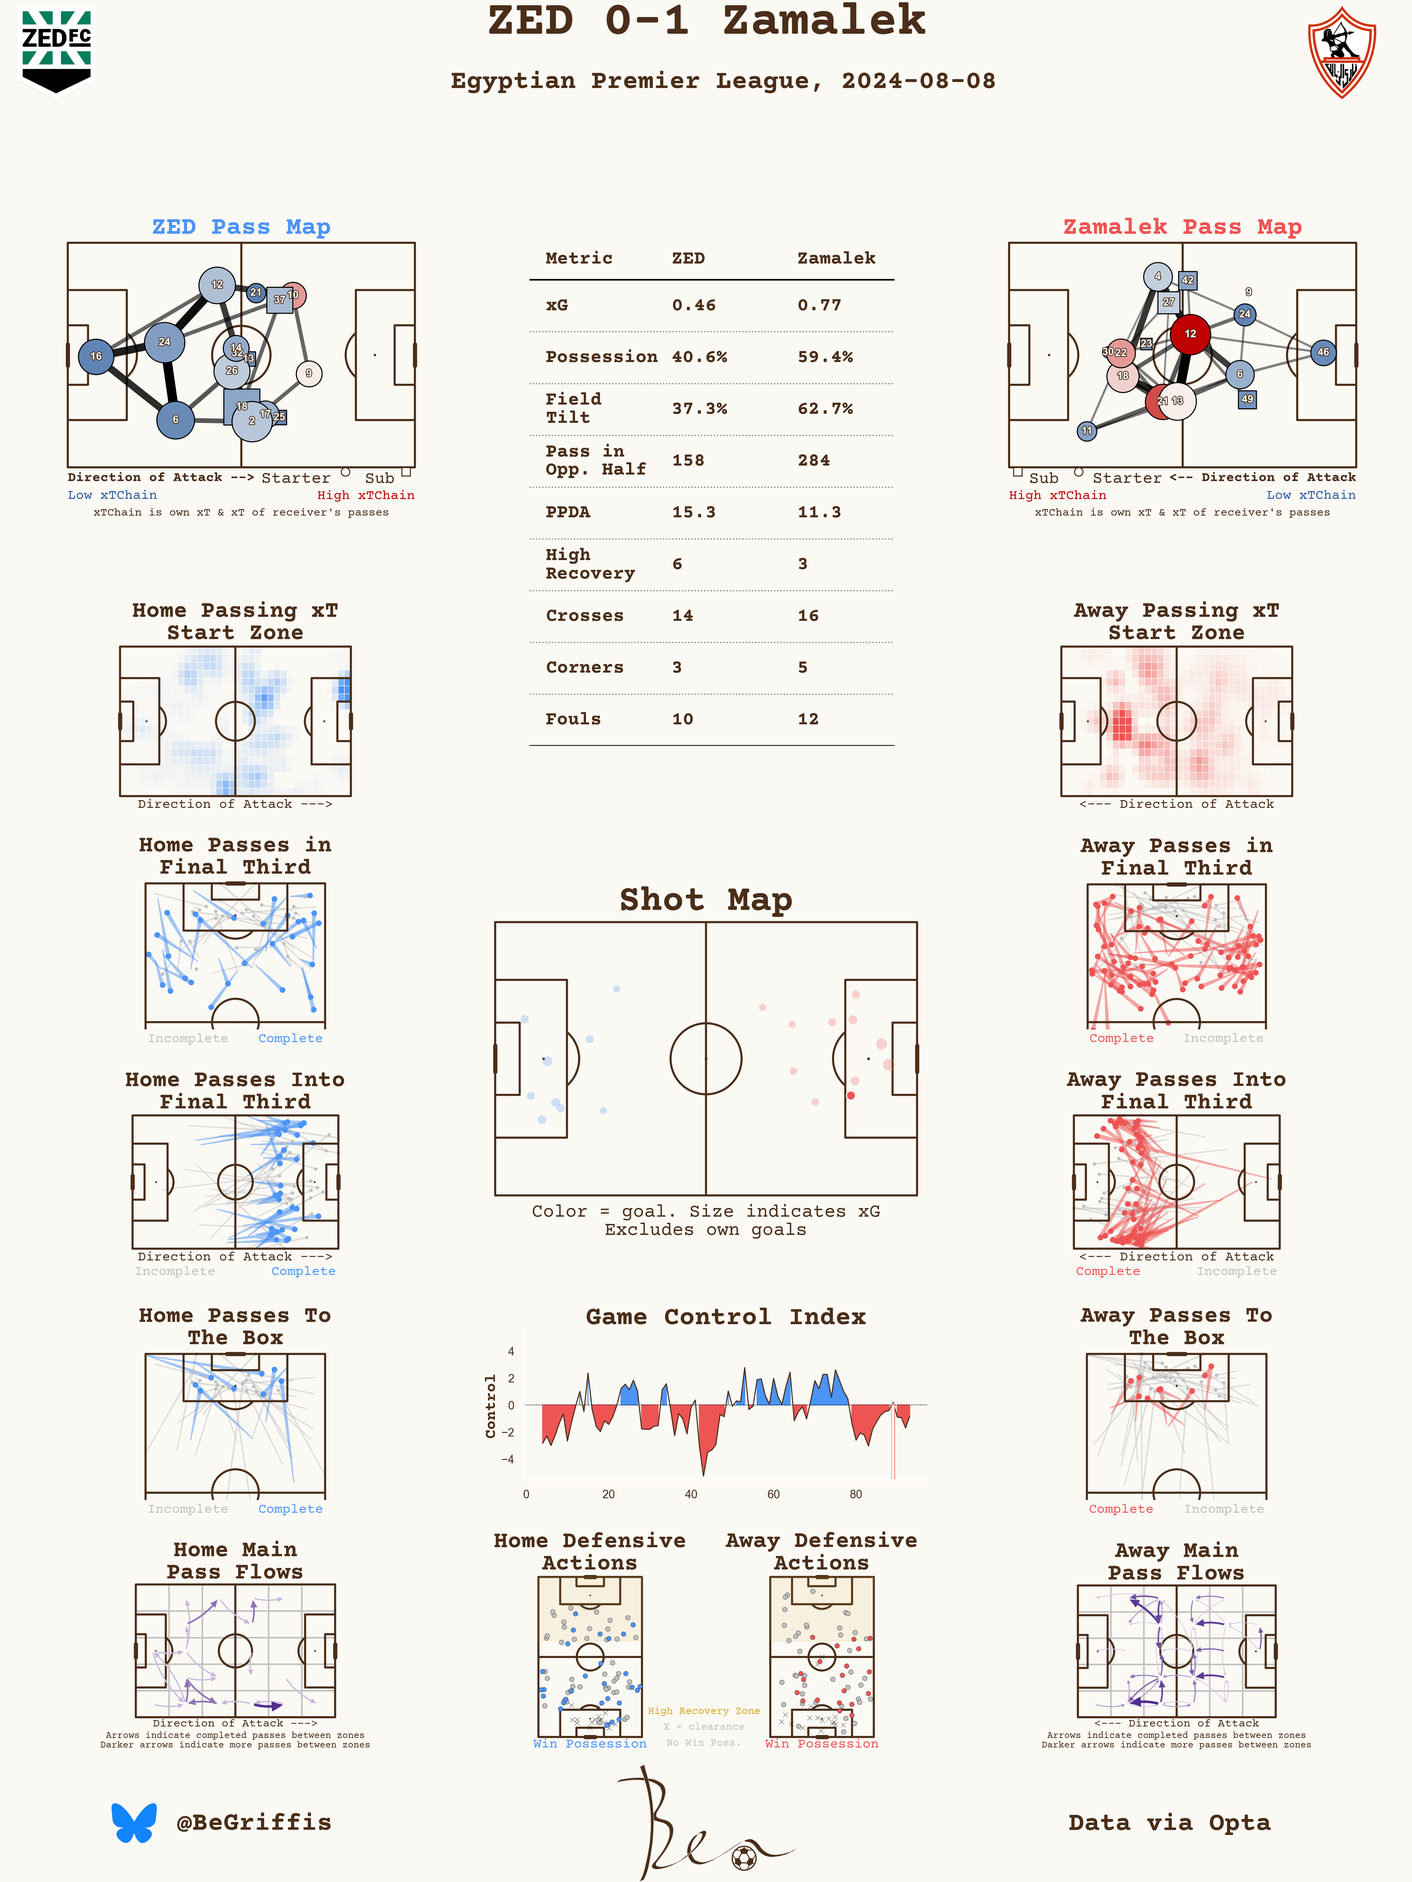 ZED 0-1 Zamalek
ZED FC
Egyptian Premier League, 2024-08-08
ZED Pass Map
12
21
37
10
24
16
14
32
13
26
9
18
17
25
6
2
Direction of Attack --> Starter Sub
Low xTChain High xTChain
xTChain is own xT & xT of receiver's passes
Metric ZED Zamalek
xG 0.46 0.77
Possession 40.6% 59.4%
Field
Tilt 37.3% 62.7%
Pass in
Opp. Half 158 284
PPDA 15.3 11.3
High
Recovery 6 3
Crosses 14 16
Corners 3 5
Fouls 10 12
Zamalek Pass Map
4
42
9
27
24
12
23
30
22
46
18
6
21
13
49
11
Sub Starter <-- Direction of Attack
High xTChain Low xTChain
xTChain is own xT & xT of receiver's passes
Home Passing xT
Start Zone
Direction of Attack --->
Away Passing xT
Start Zone
<--- Direction of Attack
Home Passes in
Final Third
Incomplete Complete
Away Passes in
Final Third
Complete Incomplete
Shot Map
Color = goal. Size indicates xG
Excludes own goals
Home Passes Into
Final Third
Direction of Attack --->
Incomplete Complete
Away Passes Into
Final Third
<--- Direction of Attack
Complete Incomplete
Home Passes To
The Box
Incomplete Complete
Game Control Index
Control
4
2
0
−2
−4
0 20 40 60 80
Away Passes To
The Box
Complete Incomplete
Home Main
Pass Flows
Direction of Attack --->
Arrows indicate completed passes between zones
Darker arrows indicate more passes between zones
Home Defensive
Actions
Win Possession
High Recovery Zone
X = clearance
No Win Poss.
Away Defensive
Actions
Win Possession
Away Main
Pass Flows
<--- Direction of Attack
Arrows indicate completed passes between zones
Darker arrows indicate more passes between zones
@BeGriffis
Ben
Data via Opta